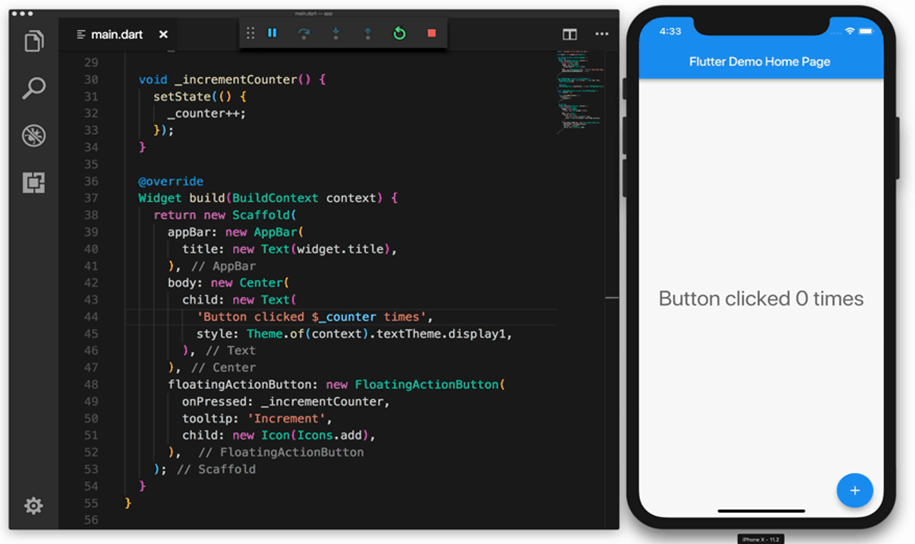 main.dart — app
main.dart
29
30 void _incrementCounter() {
31 setState(() {
32 _counter++;
33 });
34 }
35
36 @override
37 Widget build(BuildContext context) {
38 return new Scaffold(
39 appBar: new AppBar(
40 title: new Text(widget.title),
41 ), // AppBar
42 body: new Center(
43 child: new Text(
44 'Button clicked $_counter times',
45 style: Theme.of(context).textTheme.display1,
46 ), // Text
47 ), // Center
48 floatingActionButton: new FloatingActionButton(
49 onPressed: _incrementCounter,
50 tooltip: 'Increment',
51 child: new Icon(Icons.add),
52 ), // FloatingActionButton
53 ); // Scaffold
54 }
55 }
56
4:33
Flutter Demo Home Page
Button clicked 0 times
+
iPhone X - 11.2